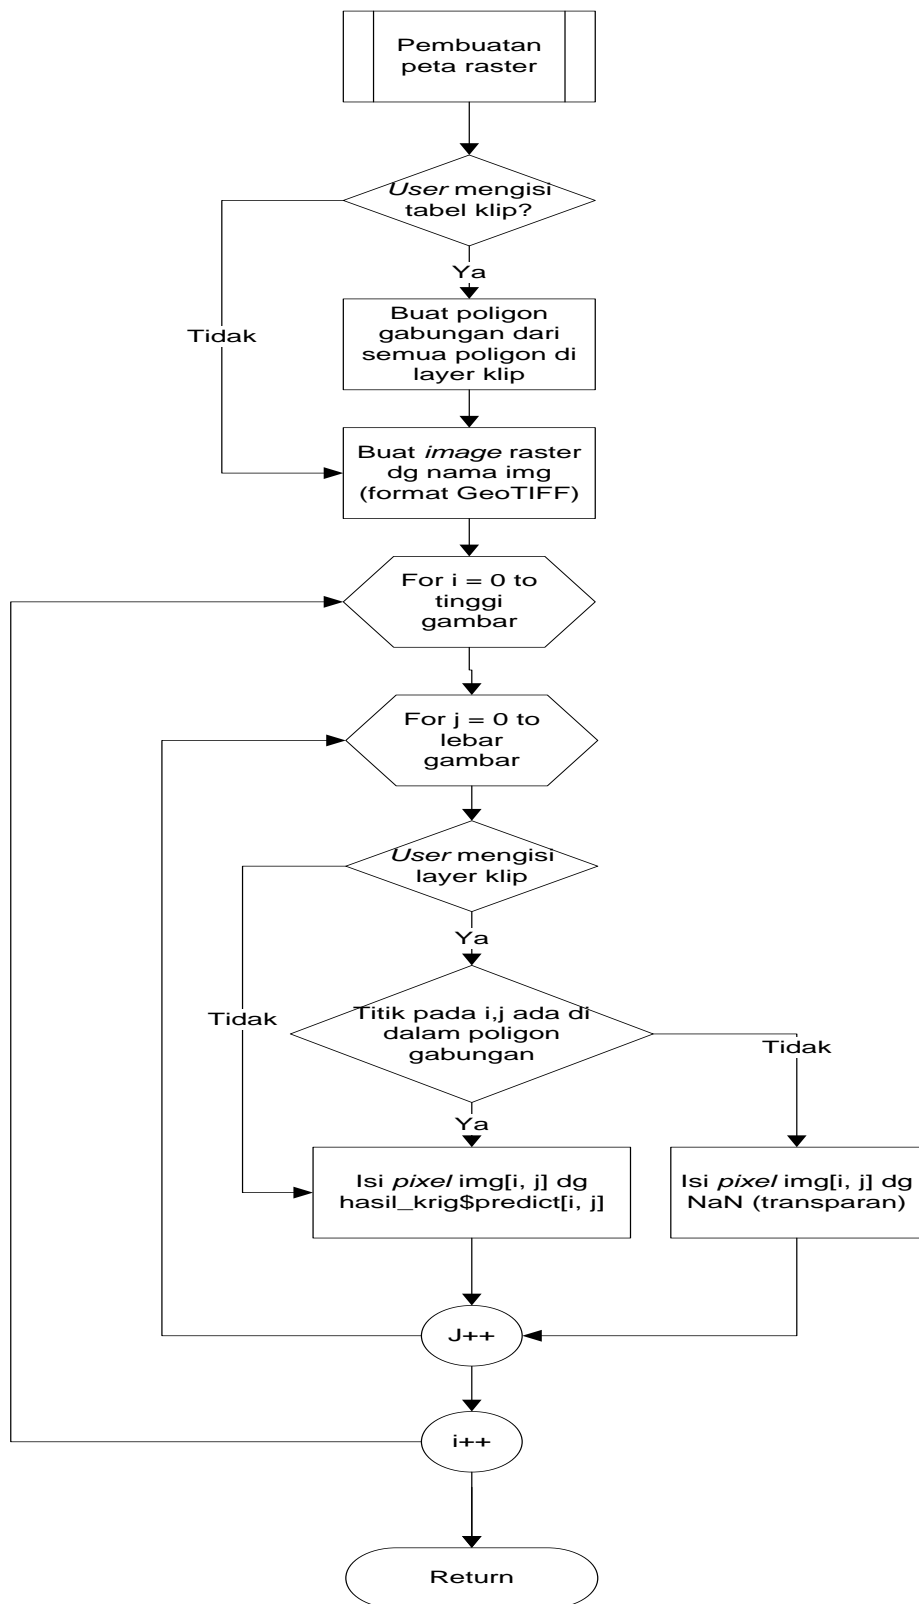 Pembuatan
peta raster
User mengisi
tabel klip?
Ya
Tidak
Buat poligon
gabungan dari
semua poligon di
layer klip
Buat image raster
dg nama img
(format GeoTIFF)
For i = 0 to
tinggi
gambar
For j = 0 to
lebar
gambar
User mengisi
layer klip
Ya
Tidak
Titik pada i,j ada di
dalam poligon
gabungan
Tidak
Ya
Isi pixel img[i, j] dg
hasil_krig$predict[i, j]
Isi pixel img[i, j] dg
NaN (transparan)
J++
i++
Return